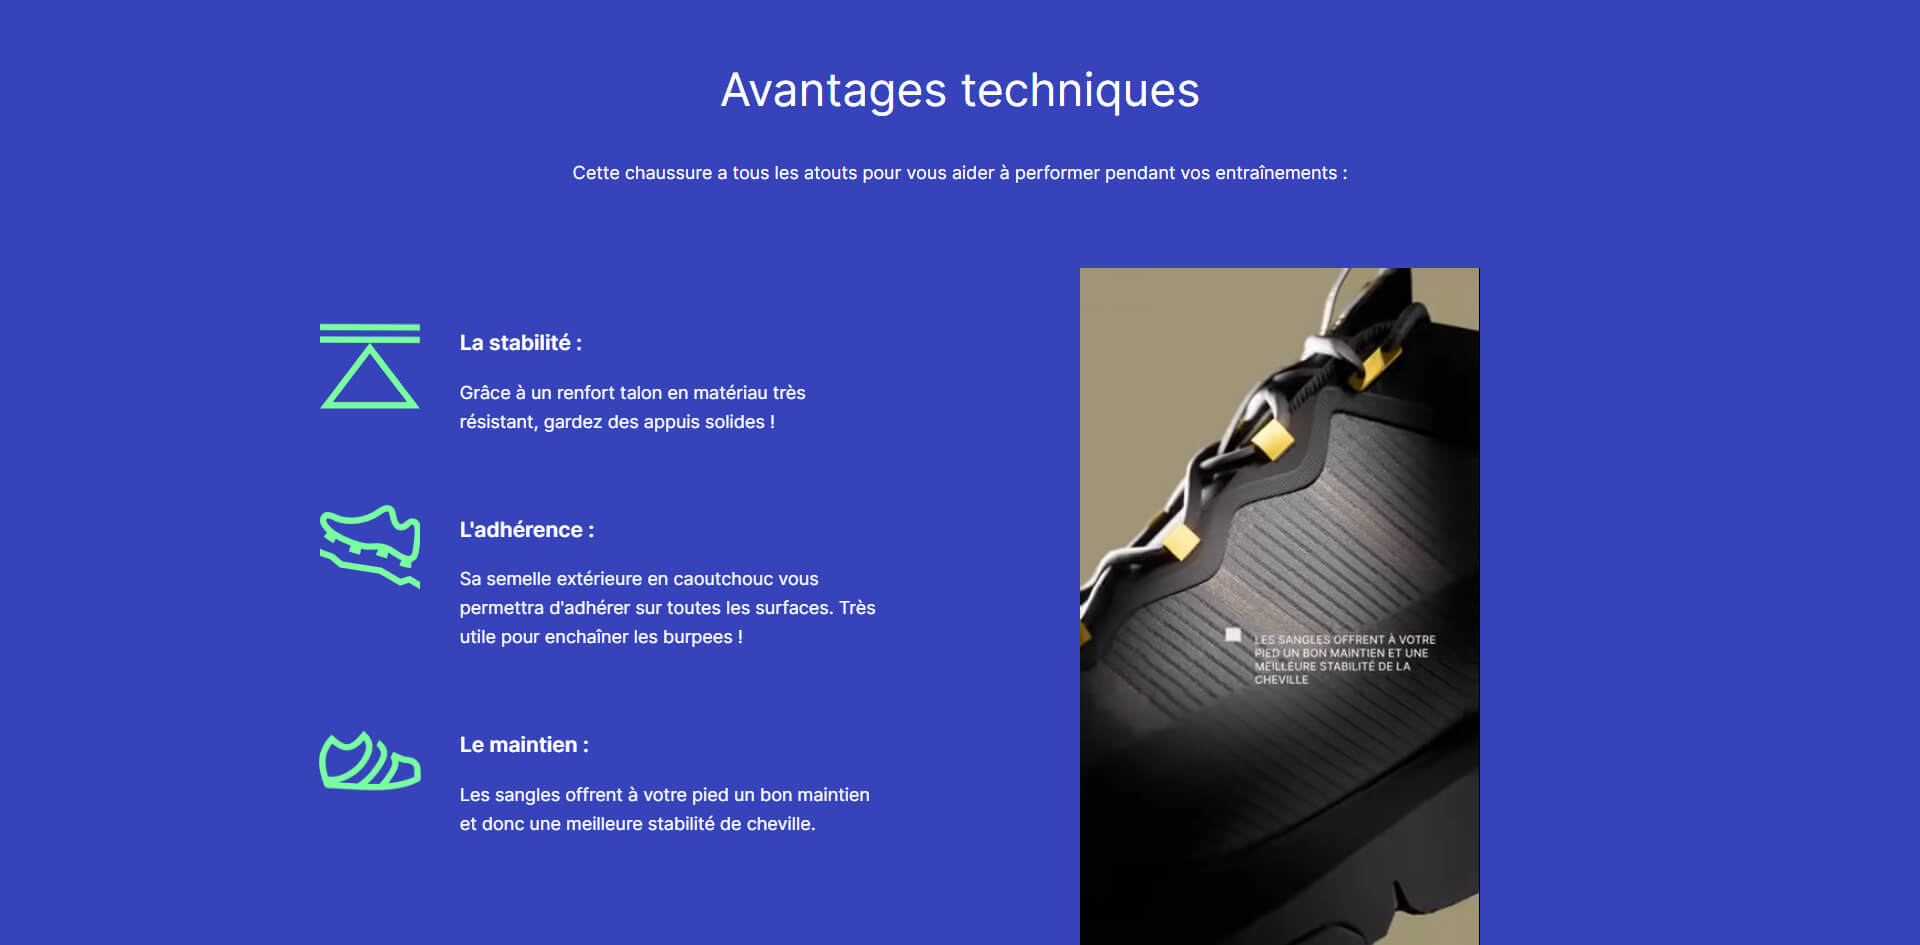 Avantages techniques
Cette chaussure a tous les atouts pour vous aider à performer pendant vos entraînements :
La stabilité :
Grâce à un renfort talon en matériau très
résistant, gardez des appuis solides !
L'adhérence :
Sa semelle extérieure en caoutchouc vous
permettra d'adhérer sur toutes les surfaces. Très
utile pour enchaîner les burpees !
Le maintien :
Les sangles offrent à votre pied un bon maintien
et donc une meilleure stabilité de cheville.
LES SANGLES OFFRENT À VOTRE
PIED UN BON MAINTIEN ET UNE
MEILLEURE STABILITÉ DE LA
CHEVILLE